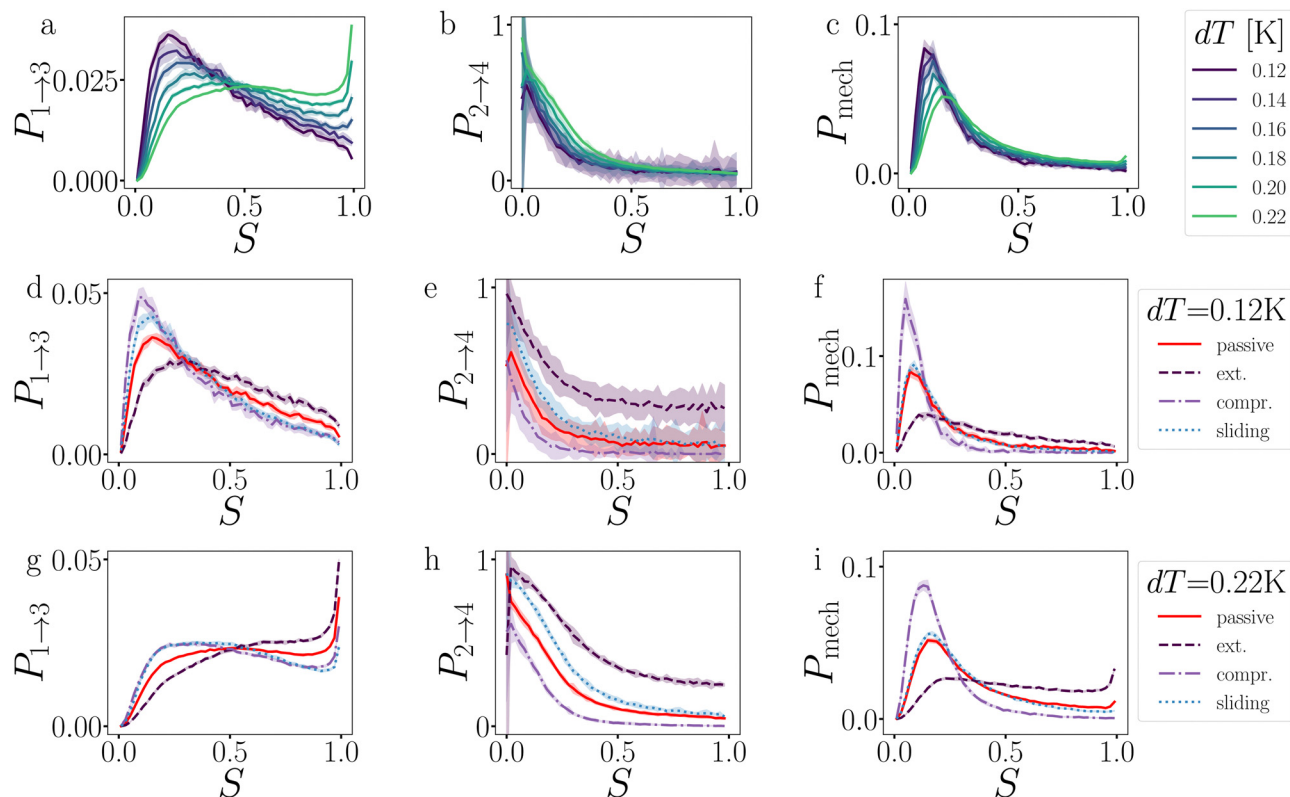 a
P1→3
0.025
0.000
0.0 0.5 1.0
S
b
P2→4
1
0
0.0 0.5 1.0
S
c
Pmech
0.1
0.0
0.0 0.5 1.0
S
dT [K]
0.12
0.14
0.16
0.18
0.20
0.22
d
P1→3
0.05
0.00
0.0 0.5 1.0
S
e
P2→4
1
0
0.0 0.5 1.0
S
f
Pmech
0.1
0.0
0.0 0.5 1.0
S
dT=0.12K
passive
ext.
compr.
sliding
g
P1→3
0.05
0.00
0.0 0.5 1.0
S
h
P2→4
1
0
0.0 0.5 1.0
S
i
Pmech
0.1
0.0
0.0 0.5 1.0
S
dT=0.22K
passive
ext.
compr.
sliding